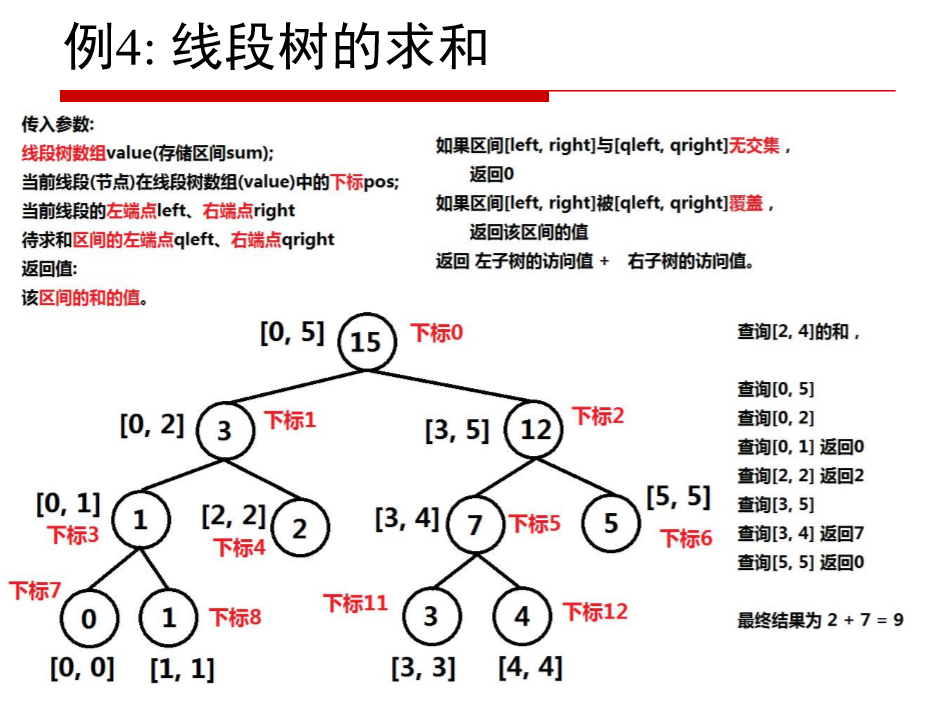 例4: 线段树的求和
传入参数:
线段树数组value(存储区间sum);
当前线段(节点)在线段树数组(value)中的下标pos;
当前线段的左端点left、右端点right
待求和区间的左端点qleft、右端点qright
返回值:
该区间的和的值。
如果区间[left, right]与[qleft, qright]无交集，
返回0
如果区间[left, right]被[qleft, qright]覆盖，
返回该区间的值
返回 左子树的访问值 + 右子树的访问值。
[0, 5] 15 下标0
[0, 2] 3 下标1
[3, 5] 12 下标2
[0, 1] 1 下标3
[2, 2] 2 下标4
[3, 4] 7 下标5
[5, 5] 5 下标6
下标7 0 [0, 0]
1 下标8 [1, 1]
下标11 3 [3, 3]
4 下标12 [4, 4]
查询[2, 4]的和，
查询[0, 5]
查询[0, 2]
查询[0, 1] 返回0
查询[2, 2] 返回2
查询[3, 5]
查询[3, 4] 返回7
查询[5, 5] 返回0
最终结果为 2 + 7 = 9